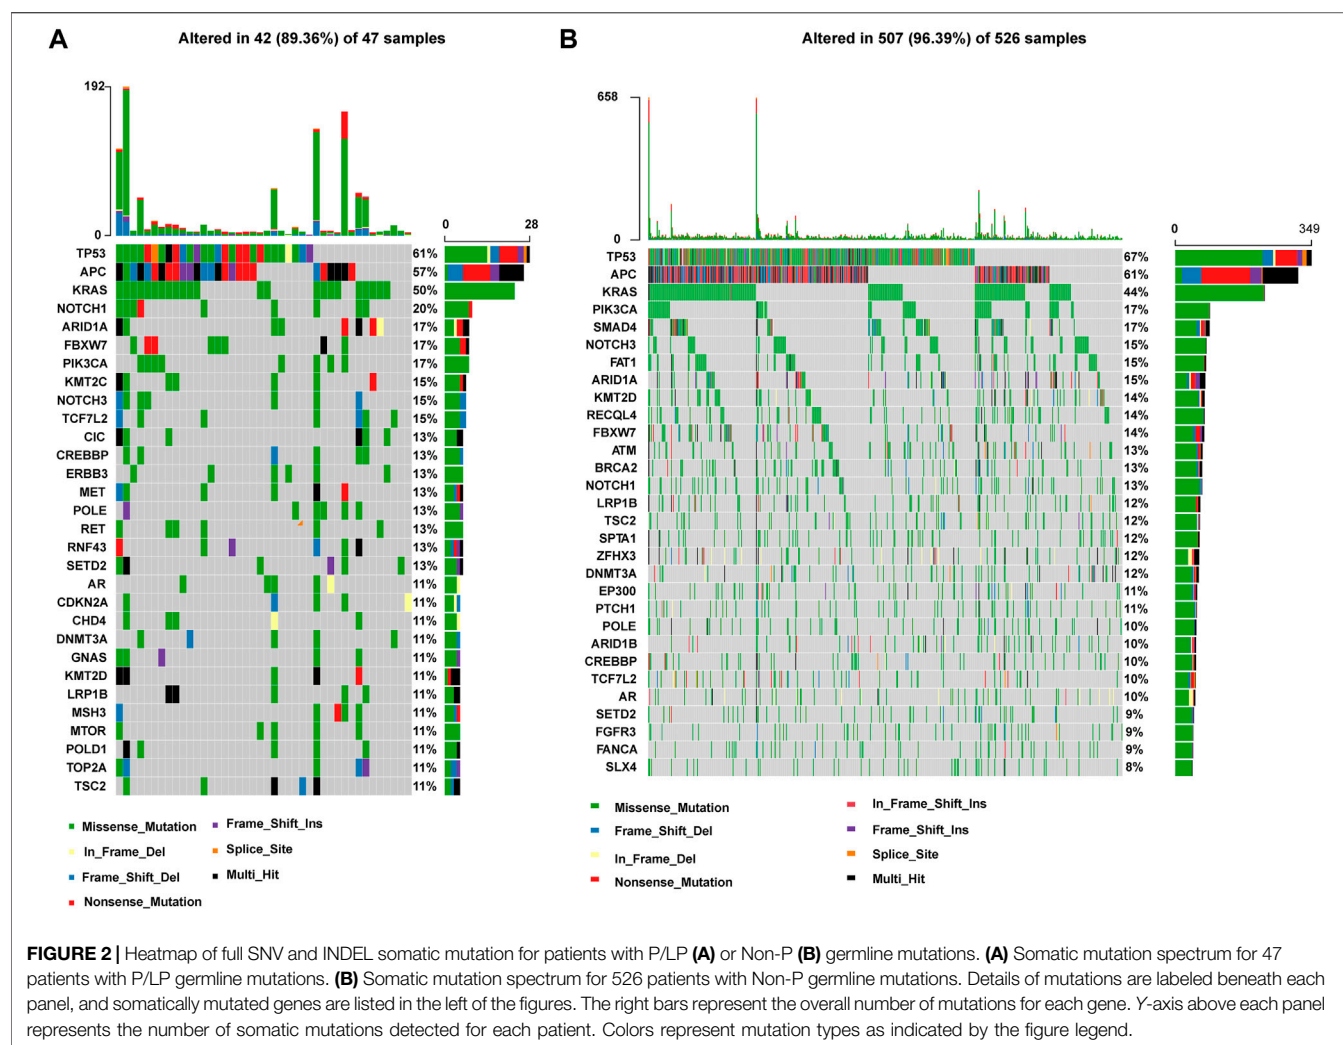 A
Altered in 42 (89.36%) of 47 samples
192
0
0 28
TP53 61%
APC 57%
KRAS 50%
NOTCH1 20%
ARID1A 17%
FBXW7 17%
PIK3CA 17%
KMT2C 15%
NOTCH3 15%
TCF7L2 15%
CIC 13%
CREBBP 13%
ERBB3 13%
MET 13%
POLE 13%
RET 13%
RNF43 13%
SETD2 13%
AR 11%
CDKN2A 11%
CHD4 11%
DNMT3A 11%
GNAS 11%
KMT2D 11%
LRP1B 11%
MSH3 11%
MTOR 11%
POLD1 11%
TOP2A 11%
TSC2 11%
Missense_Mutation
In_Frame_Del
Frame_Shift_Del
Nonsense_Mutation
Frame_Shift_Ins
Splice_Site
Multi_Hit
B
Altered in 507 (96.39%) of 526 samples
658
0
0 349
TP53 67%
APC 61%
KRAS 44%
PIK3CA 17%
SMAD4 17%
NOTCH3 15%
FAT1 15%
ARID1A 15%
KMT2D 14%
RECQL4 14%
FBXW7 14%
ATM 13%
BRCA2 13%
NOTCH1 13%
LRP1B 12%
TSC2 12%
SPTA1 12%
ZFHX3 12%
DNMT3A 12%
EP300 11%
PTCH1 11%
POLE 10%
ARID1B 10%
CREBBP 10%
TCF7L2 10%
AR 10%
SETD2 9%
FGFR3 9%
FANCA 9%
SLX4 8%
Missense_Mutation
Frame_Shift_Del
In_Frame_Del
Nonsense_Mutation
In_Frame_Shift_Ins
Frame_Shift_Ins
Splice_Site
Multi_Hit
FIGURE 2 | Heatmap of full SNV and INDEL somatic mutation for patients with P/LP (A) or Non-P (B) germline mutations. (A) Somatic mutation spectrum for 47
patients with P/LP germline mutations. (B) Somatic mutation spectrum for 526 patients with Non-P germline mutations. Details of mutations are labeled beneath each
panel, and somatically mutated genes are listed in the left of the figures. The right bars represent the overall number of mutations for each gene. Y-axis above each panel
represents the number of somatic mutations detected for each patient. Colors represent mutation types as indicated by the figure legend.